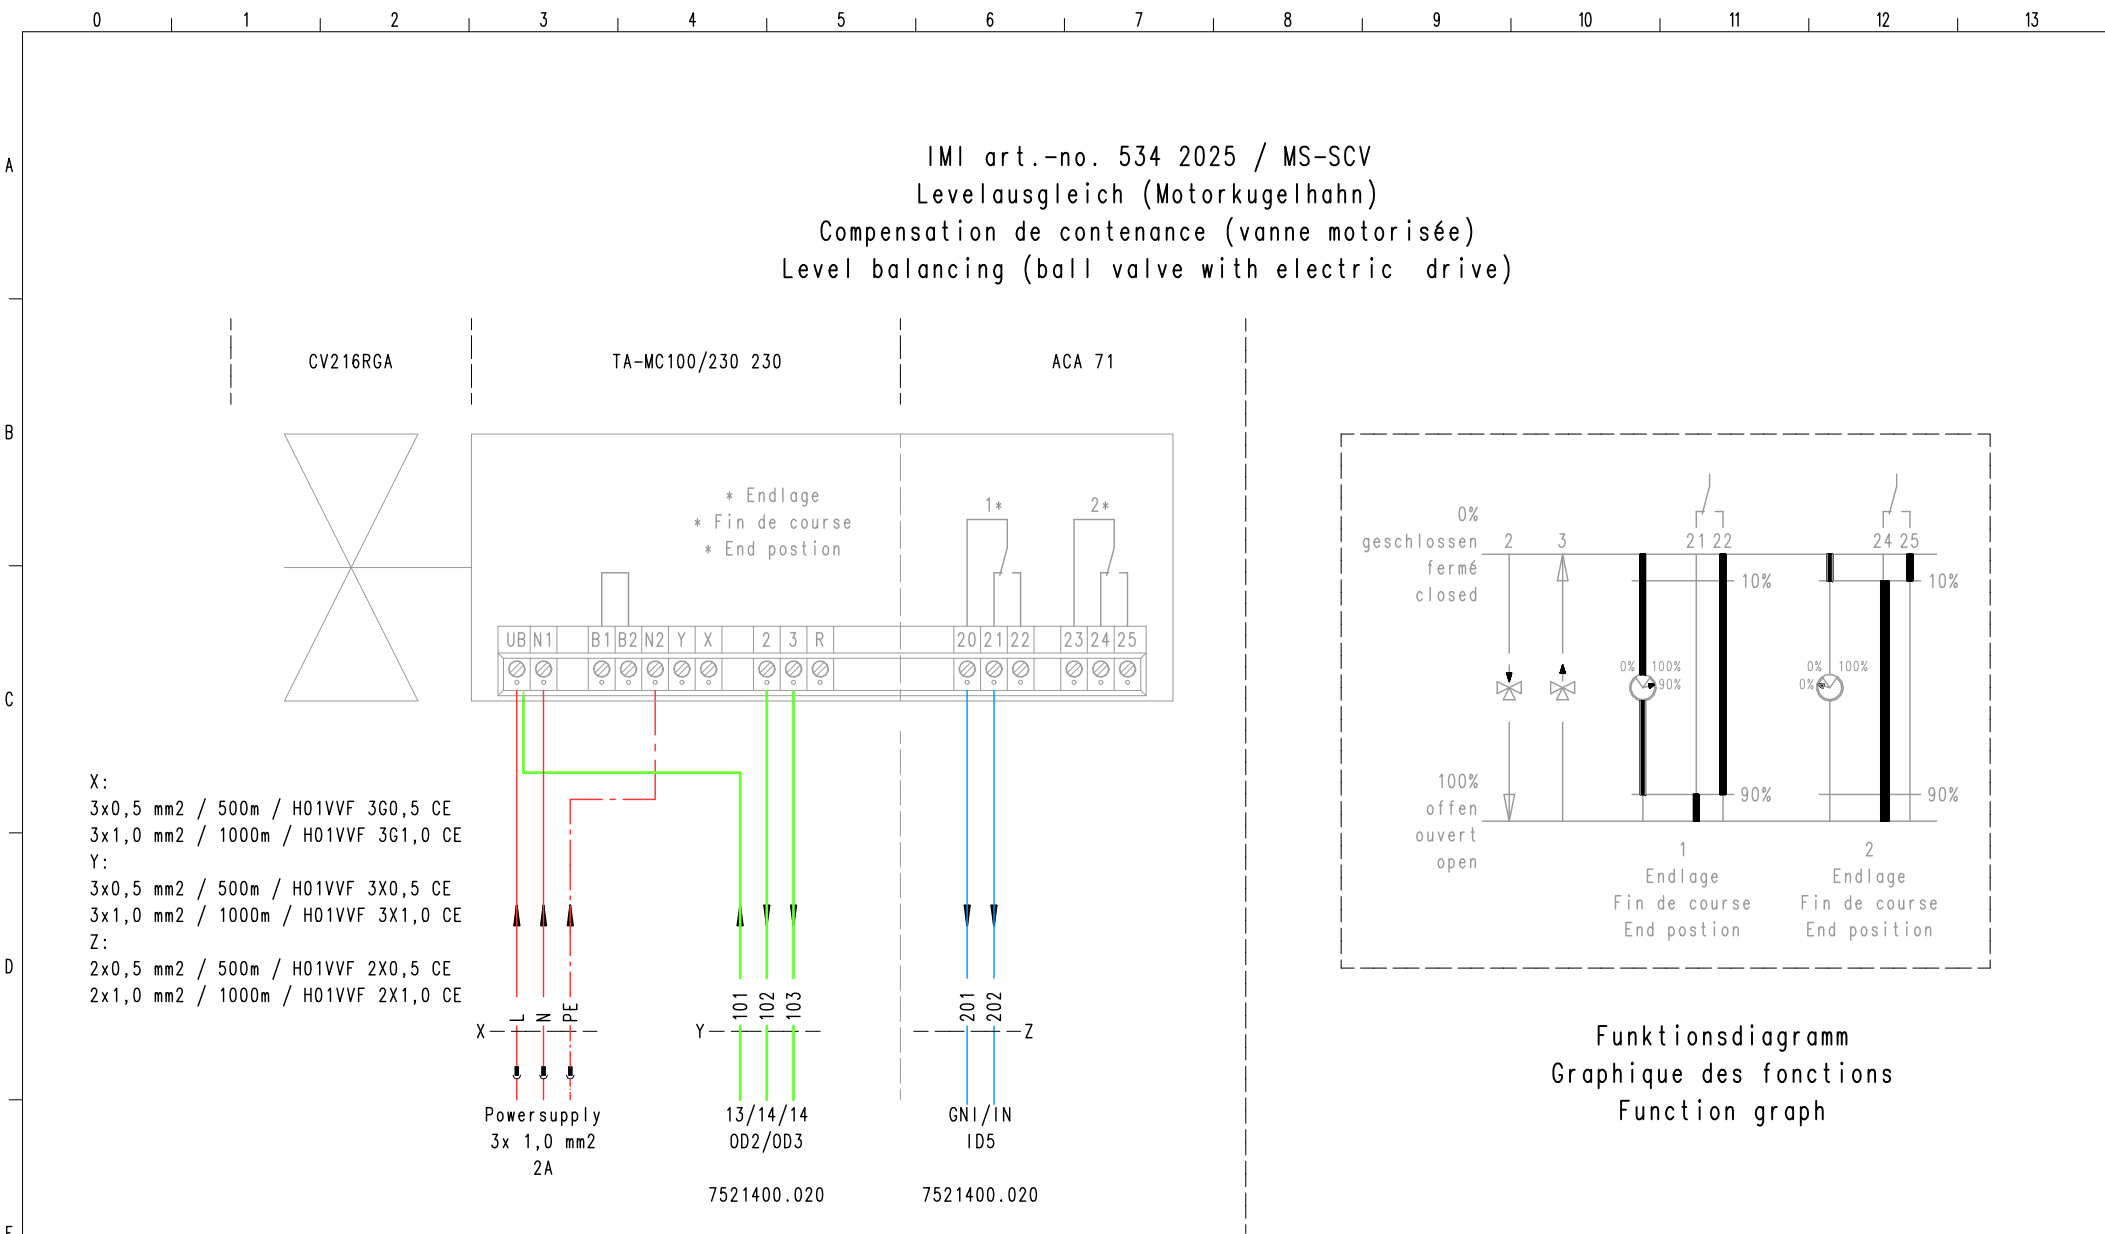 0 1 2 3 4 5 6 7 8 9 10 11 12 13
A
IMI art.-no. 534 2025 / MS-SCV
Levelausgleich (Motorkugelhahn)
Compensation de contenance (vanne motorisée)
Level balancing (ball valve with electric drive)
CV216RGA
TA-MC100/230 230
ACA 71
B
* Endlage
* Fin de course
* End postion
1*
2*
UB N1 B1 B2 N2 Y X 2 3 R 20 21 22 23 24 25
C
X:
3x0,5 mm2 / 500m / H01VVF 3G0,5 CE
3x1,0 mm2 / 1000m / H01VVF 3G1,0 CE
Y:
3x0,5 mm2 / 500m / H01VVF 3X0,5 CE
3x1,0 mm2 / 1000m / H01VVF 3X1,0 CE
Z:
2x0,5 mm2 / 500m / H01VVF 2X0,5 CE
2x1,0 mm2 / 1000m / H01VVF 2X1,0 CE
D
L N PE
101 102 103
201 202
X
Y
Z
Powersupply
3x 1,0 mm2
2A
13/14/14
OD2/OD3
7521400.020
GNI/IN
ID5
7521400.020
0%
geschlossen
fermé
closed
2 3 21 22 24 25
10%
10%
0% 100%
90%
0% 100%
0%
100%
offen
ouvert
open
90%
90%
1
Endlage
Fin de course
End postion
2
Endlage
Fin de course
End position
Funktionsdiagramm
Graphique des fonctions
Function graph